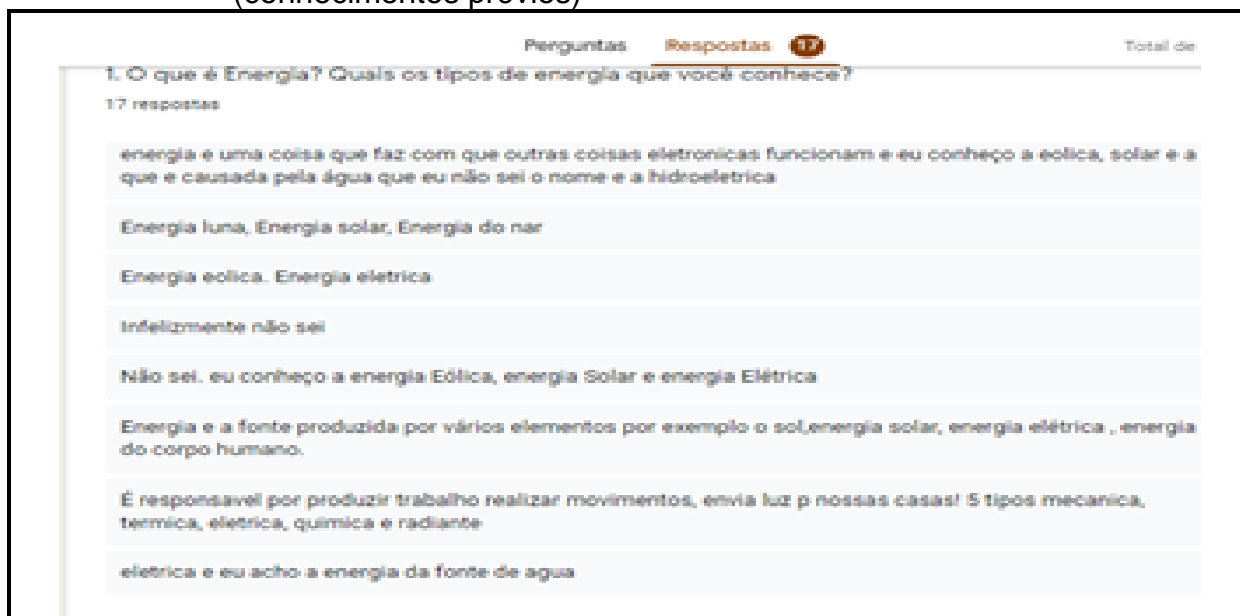 (conhecimentos prévios)
Perguntas Respostas 17 Total de
1. O que é Energia? Quais os tipos de energia que você conhece?
17 respostas
energia e uma coisa que faz com que outras coisas eletronicas funcionam e eu conheço a eolica, solar e a
que e causada pela água que eu não sei o nome e a hidroeletrica
Energia luna, Energia solar, Energia do nar
Energia eolica. Energia eletrica
Infelizmente não sei
Não sei. eu conheço a energia Eólica, energia Solar e energia Elétrica
Energia e a fonte produzida por vários elementos por exemplo o sol,energia solar, energia elétrica , energia
do corpo humano.
É responsavel por produzir trabalho realizar movimentos, envia luz p nossas casas! 5 tipos mecanica,
termica, eletrica, quimica e radiante
eletrica e eu acho a energia da fonte de agua